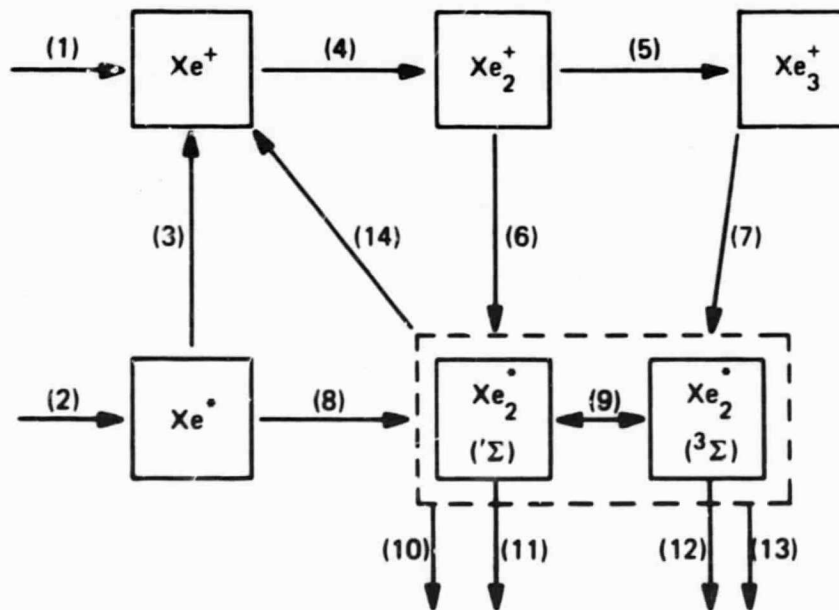 (1)
Xe⁺
(4)
Xe₂⁺
(5)
Xe₃⁺
(3)
(14)
(6)
(7)
(2)
Xe*
(8)
Xe₂*
('Σ)
(9)
Xe₂*
(³Σ)
(10)
(11)
(12)
(13)